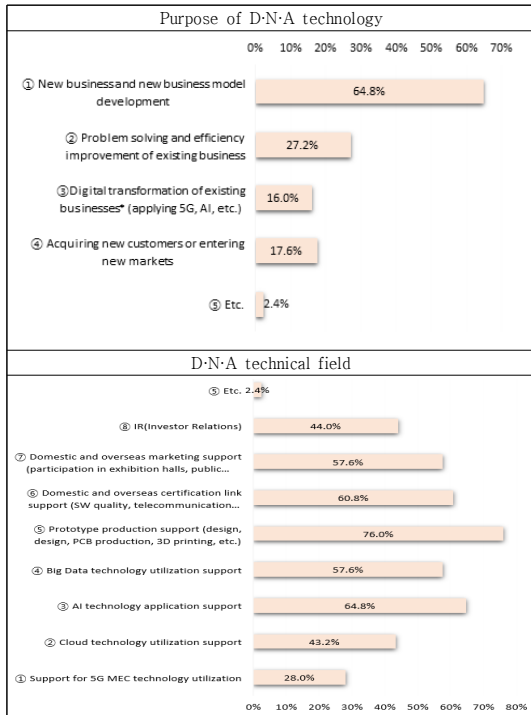 Purpose of D·N·A technology
0% 10% 20% 30% 40% 50% 60% 70%
① New business and new business model
development
64.8%
② Problem solving and efficiency
improvement of existing business
27.2%
③Digital transformation of existing
businesses* (applying 5G, AI, etc.)
16.0%
④ Acquiring new customers or entering
new markets
17.6%
⑤ Etc.
2.4%
D·N·A technical field
⑤ Etc. 2.4%
⑧ IR(Investor Relations)
44.0%
⑦ Domestic and overseas marketing support
(participation in exhibition halls, public...
57.6%
⑥ Domestic and overseas certification link
support (SW quality, telecommunication...
60.8%
⑤ Prototype production support (design,
design, PCB production, 3D printing, etc.)
76.0%
④ Big Data technology utilization support
57.6%
③ AI technology application support
64.8%
② Cloud technology utilization support
43.2%
① Support for 5G MEC technology utilization
28.0%
0% 10% 20% 30% 40% 50% 60% 70% 80%